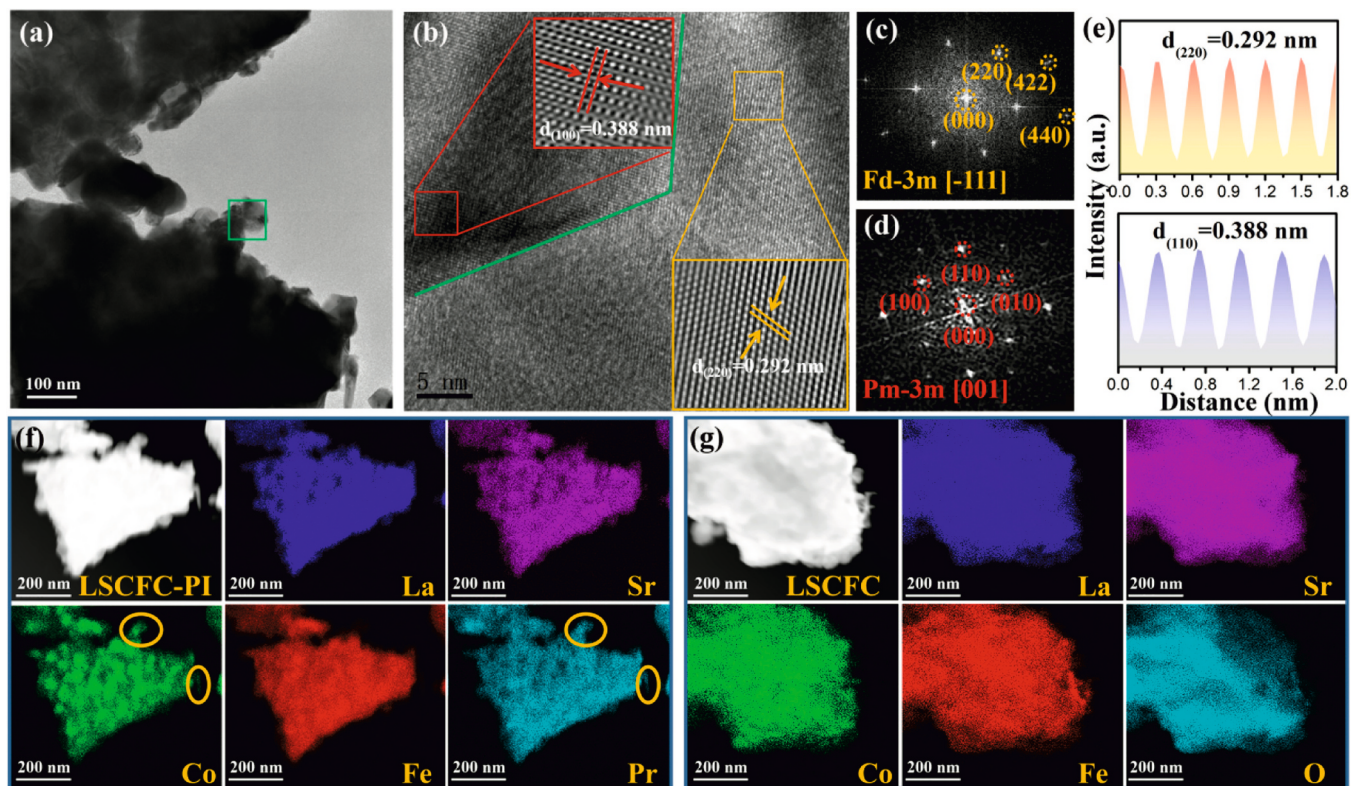 (a)
100 nm
(b)
d(100)=0.388 nm
d(220)=0.292 nm
5 nm
(c)
(220)
(422)
(000)
(440)
Fd-3m [-111]
(d)
(110)
(100)
(010)
(000)
Pm-3m [001]
(e)
d(220)=0.292 nm
0.0 0.3 0.6 0.9 1.2 1.5 1.8
Intensity (a.u.)
d(110)=0.388 nm
0.0 0.4 0.8 1.2 1.6 2.0
Distance (nm)
(f)
200 nm
LSCFC-PI
200 nm
La
200 nm
Sr
200 nm
Co
200 nm
Fe
200 nm
Pr
(g)
200 nm
LSCFC
200 nm
La
200 nm
Sr
200 nm
Co
200 nm
Fe
200 nm
O